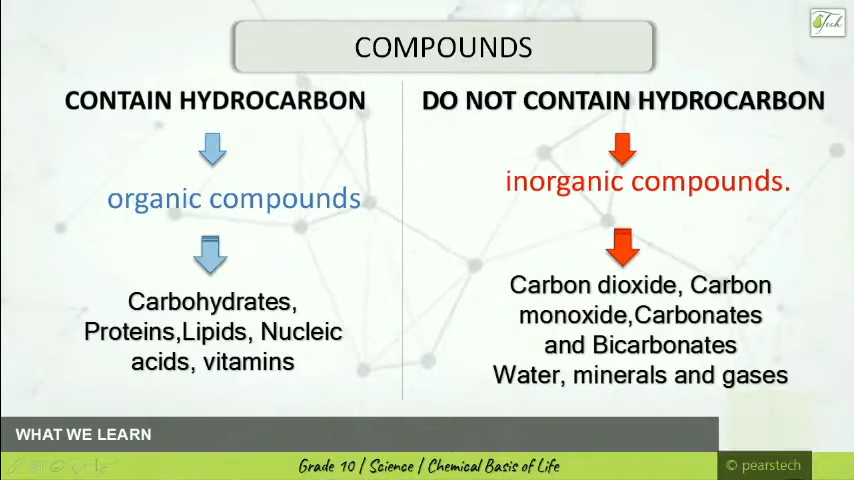 Tech
COMPOUNDS
CONTAIN HYDROCARBON
organic compounds
Carbohydrates,
Proteins,Lipids, Nucleic
acids, vitamins
DO NOT CONTAIN HYDROCARBON
inorganic compounds.
Carbon dioxide, Carbon
monoxide,Carbonates
and Bicarbonates
Water, minerals and gases
WHAT WE LEARN
Grade 10 | Science | Chemical Basis of Life
© pearstech